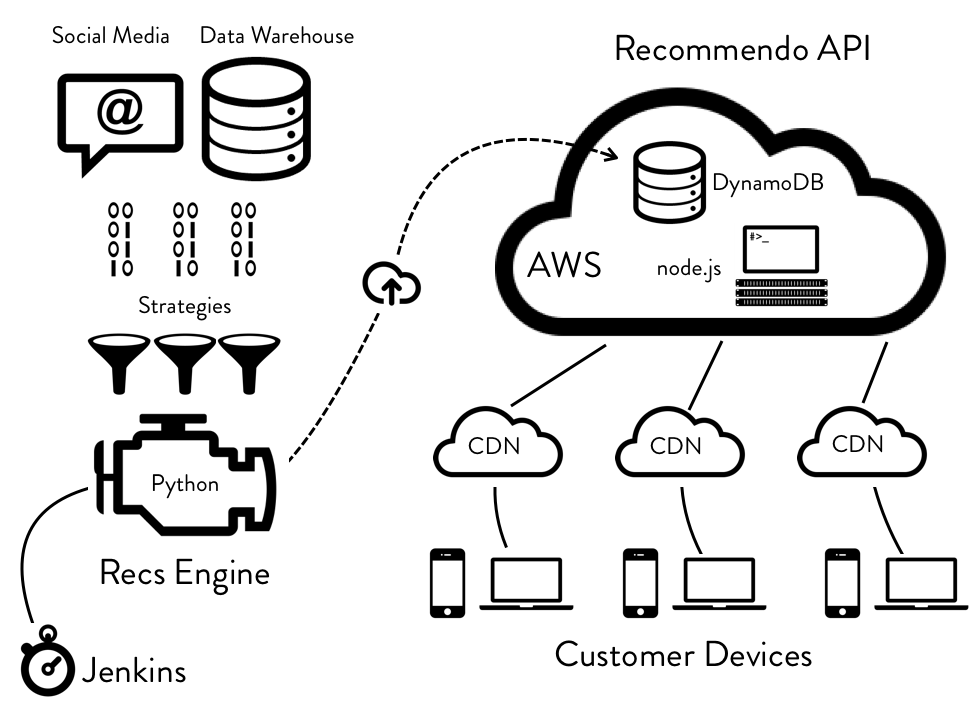 Social Media
Data Warehouse
@
00 00 00
01 01 01
01 01 01
10 10 10
Strategies
Python
Recs Engine
Jenkins
Recommendo API
DynamoDB
AWS
node.js
#>_
CDN
CDN
CDN
Customer Devices